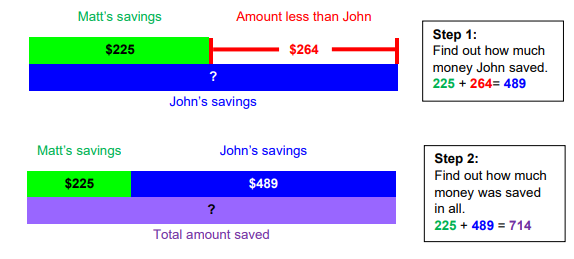 Matt's savings
Amount less than John
$225
$264
?
John's savings
Step 1:
Find out how much
money John saved.
225 + 264= 489
Matt's savings
John's savings
$225
$489
?
Total amount saved
Step 2:
Find out how much
money was saved
in all.
225 + 489 = 714